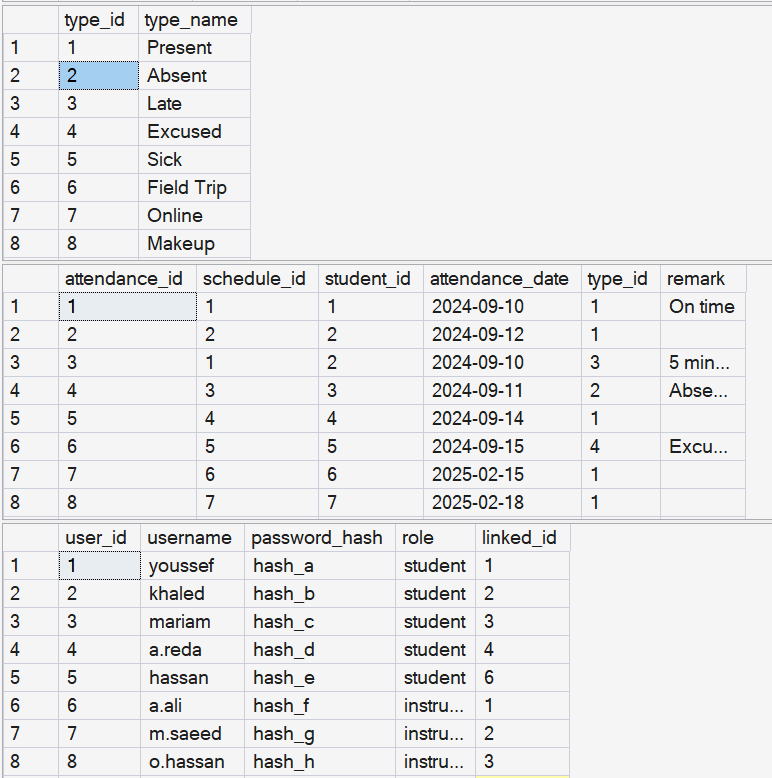 type_id type_name
1 1 Present
2 2 Absent
3 3 Late
4 4 Excused
5 5 Sick
6 6 Field Trip
7 7 Online
8 8 Makeup
attendance_id schedule_id student_id attendance_date type_id remark
1 1 1 1 2024-09-10 1 On time
2 2 2 2 2024-09-12 1
3 3 1 2 2024-09-10 3 5 min...
4 4 3 3 2024-09-11 2 Abse...
5 5 4 4 2024-09-14 1
6 6 5 5 2024-09-15 4 Excu...
7 7 6 6 2025-02-15 1
8 8 7 7 2025-02-18 1
user_id username password_hash role linked_id
1 1 youssef hash_a student 1
2 2 khaled hash_b student 2
3 3 mariam hash_c student 3
4 4 a.reda hash_d student 4
5 5 hassan hash_e student 6
6 6 a.ali hash_f instru... 1
7 7 m.saeed hash_g instru... 2
8 8 o.hassan hash_h instru... 3